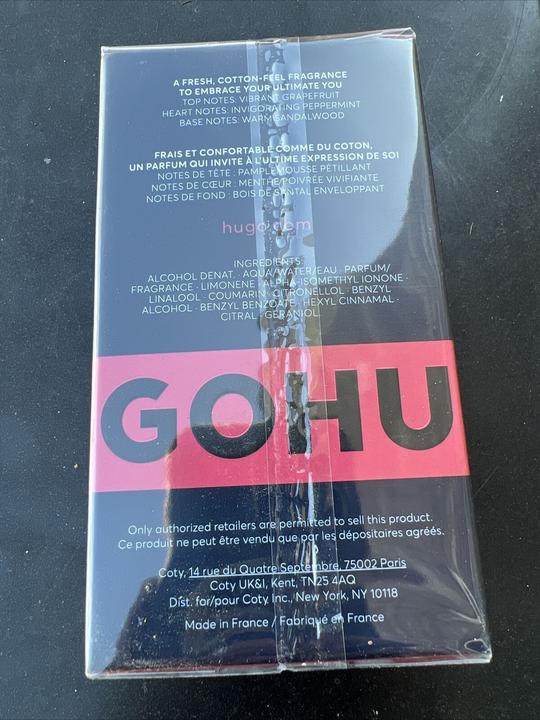 A FRESH, COTTON-FEEL FRAGRANCE
TO EMBRACE YOUR ULTIMATE YOU
TOP NOTES: VIBRANT GRAPEFRUIT
HEART NOTES: INVIGORATING PEPPERMINT
BASE NOTES: WARM SANDALWOOD
FRAIS ET CONFORTABLE COMME DU COTON,
UN PARFUM QUI INVITE À L'ULTIME EXPRESSION DE SOI
NOTES DE TÊTE : PAMPLEMOUSSE PÉTILLANT
NOTES DE CŒUR : MENTHE POIVRÉE VIVIFIANTE
NOTES DE FOND : BOIS DE SANTAL ENVELOPPANT
hugo.com
INGREDIENTS:
ALCOHOL DENAT. · AQUA/WATER/EAU · PARFUM/
FRAGRANCE · LIMONENE · ALPHA-ISOMETHYL IONONE ·
LINALOOL · COUMARIN · CITRONELLOL · BENZYL
ALCOHOL · BENZYL BENZOATE · HEXYL CINNAMAL ·
CITRAL · GERANIOL.
GOHU
Only authorized retailers are permitted to sell this product.
Ce produit ne peut être vendu que par les dépositaires agréés.
Coty, 14 rue du Quatre Septembre, 75002 Paris
Coty UK&I, Kent, TN25 4AQ
Dist. for/pour Coty, Inc., New York, NY 10118
Made in France / Fabriqué en France